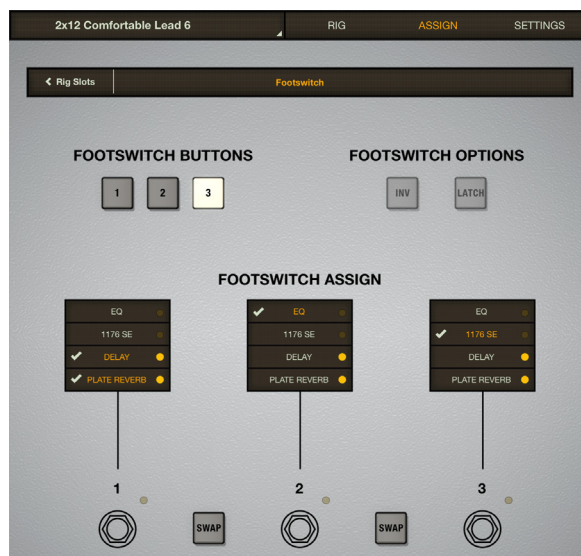 2x12 Comfortable Lead 6
RIG
ASSIGN
SETTINGS
Rig Slots
Footswitch
FOOTSWITCH BUTTONS
1
2
3
FOOTSWITCH OPTIONS
INV
LATCH
FOOTSWITCH ASSIGN
EQ
1176 SE
DELAY
PLATE REVERB
EQ
1176 SE
DELAY
PLATE REVERB
EQ
1176 SE
DELAY
PLATE REVERB
1
2
3
SWAP
SWAP